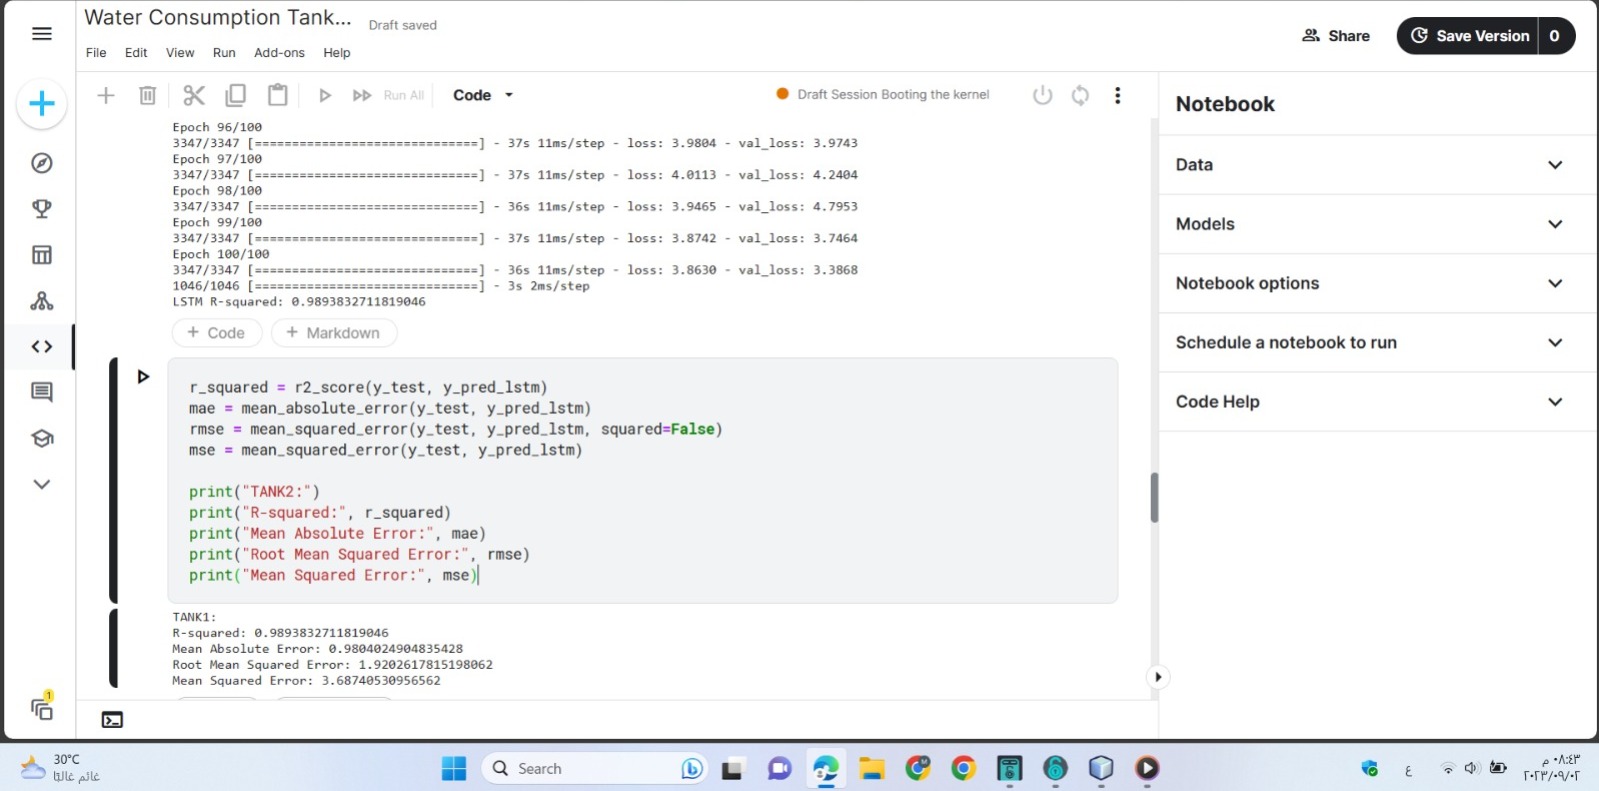 Water Consumption Tank...
Draft saved
File Edit View Run Add-ons Help
Share
Save Version 0
Run All
Code
Draft Session Booting the kernel
Epoch 96/100
3347/3347 [==============================] - 37s 11ms/step - loss: 3.9804 - val_loss: 3.9743
Epoch 97/100
3347/3347 [==============================] - 37s 11ms/step - loss: 4.0113 - val_loss: 4.2404
Epoch 98/100
3347/3347 [==============================] - 36s 11ms/step - loss: 3.9465 - val_loss: 4.7953
Epoch 99/100
3347/3347 [==============================] - 37s 11ms/step - loss: 3.8742 - val_loss: 3.7464
Epoch 100/100
3347/3347 [==============================] - 36s 11ms/step - loss: 3.8630 - val_loss: 3.3868
1046/1046 [==============================] - 3s 2ms/step
LSTM R-squared: 0.9893832711819046
+ Code + Markdown
r_squared = r2_score(y_test, y_pred_lstm)
mae = mean_absolute_error(y_test, y_pred_lstm)
rmse = mean_squared_error(y_test, y_pred_lstm, squared=False)
mse = mean_squared_error(y_test, y_pred_lstm)
print("TANK2:")
print("R-squared:", r_squared)
print("Mean Absolute Error:", mae)
print("Root Mean Squared Error:", rmse)
print("Mean Squared Error:", mse)
TANK1:
R-squared: 0.9893832711819046
Mean Absolute Error: 0.9804024904835428
Root Mean Squared Error: 1.9202617815198062
Mean Squared Error: 3.68740530956562
Notebook
Data
Models
Notebook options
Schedule a notebook to run
Code Help
1
30°C
غائم غالبًا
Search
ع
٠٨:٤٣ م
٢٠٢٣/٠٩/٠٢